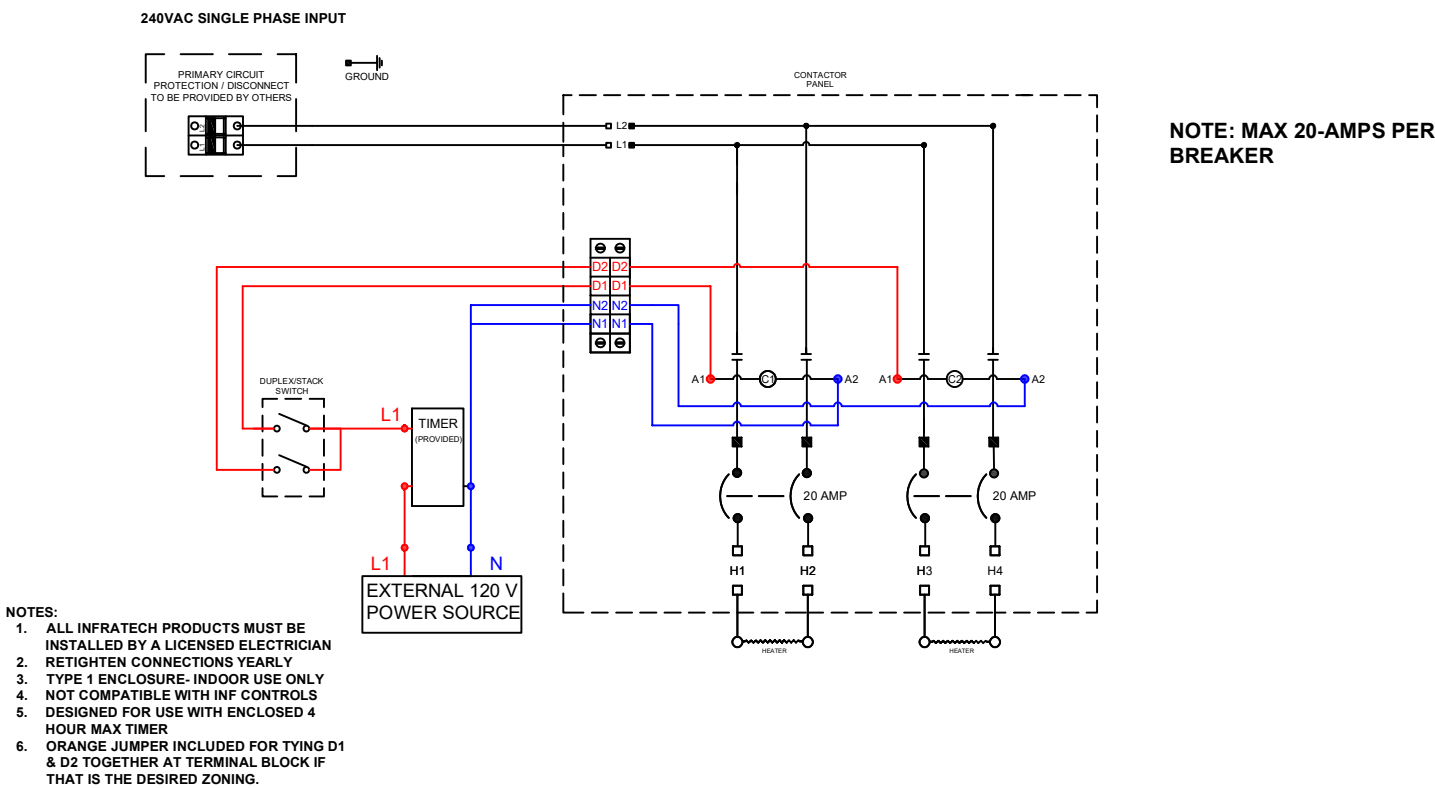 240VAC SINGLE PHASE INPUT
PRIMARY CIRCUIT
PROTECTION / DISCONNECT
TO BE PROVIDED BY OTHERS
GROUND
L2
L1
CONTACTOR
PANEL
L2
L1
NOTE: MAX 20-AMPS PER
BREAKER
D2 D2
D1 D1
N2 N2
N1 N1
A1 C1 A2
A1 C2 A2
DUPLEX/STACK
SWITCH
L1
TIMER
(PROVIDED)
20 AMP
20 AMP
L1
N
EXTERNAL 120 V
POWER SOURCE
H1
H2
H3
H4
HEATER
HEATER
NOTES:
1. ALL INFRATECH PRODUCTS MUST BE
INSTALLED BY A LICENSED ELECTRICIAN
2. RETIGHTEN CONNECTIONS YEARLY
3. TYPE 1 ENCLOSURE- INDOOR USE ONLY
4. NOT COMPATIBLE WITH INF CONTROLS
5. DESIGNED FOR USE WITH ENCLOSED 4
HOUR MAX TIMER
6. ORANGE JUMPER INCLUDED FOR TYING D1
& D2 TOGETHER AT TERMINAL BLOCK IF
THAT IS THE DESIRED ZONING.